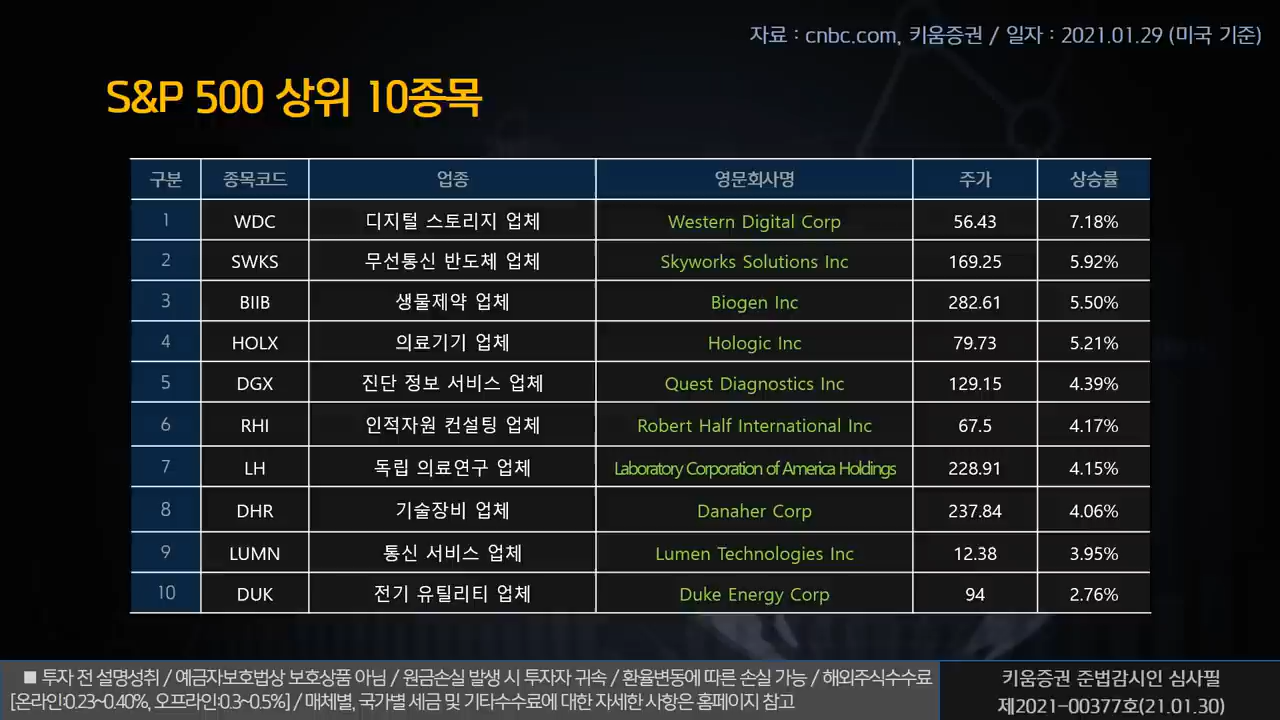 자료 : cnbc.com, 키움증권 / 일자 : 2021.01.29 (미국 기준)
S&P 500 상위 10종목
구분 종목코드 업종 영문회사명 주가 상승률
1 WDC 디지털 스토리지 업체 Western Digital Corp 56.43 7.18%
2 SWKS 무선통신 반도체 업체 Skyworks Solutions Inc 169.25 5.92%
3 BIIB 생물제약 업체 Biogen Inc 282.61 5.50%
4 HOLX 의료기기 업체 Hologic Inc 79.73 5.21%
5 DGX 진단 정보 서비스 업체 Quest Diagnostics Inc 129.15 4.39%
6 RHI 인적자원 컨설팅 업체 Robert Half International Inc 67.5 4.17%
7 LH 독립 의료연구 업체 Laboratory Corporation of America Holdings 228.91 4.15%
8 DHR 기술장비 업체 Danaher Corp 237.84 4.06%
9 LUMN 통신 서비스 업체 Lumen Technologies Inc 12.38 3.95%
10 DUK 전기 유틸리티 업체 Duke Energy Corp 94 2.76%
■ 투자 전 설명성취 / 예금자보호법상 보호상품 아님 / 원금손실 발생 시 투자자 귀속 / 환율변동에 따른 손실 가능 / 해외주식수수료
[온라인:0.23~0.40%, 오프라인:0.3~0.5%] / 매체별, 국가별 세금 및 기타수수료에 대한 자세한 사항은 홈페이지 참고
키움증권 준법감시인 심사필
제2021-00377호(21.01.30)